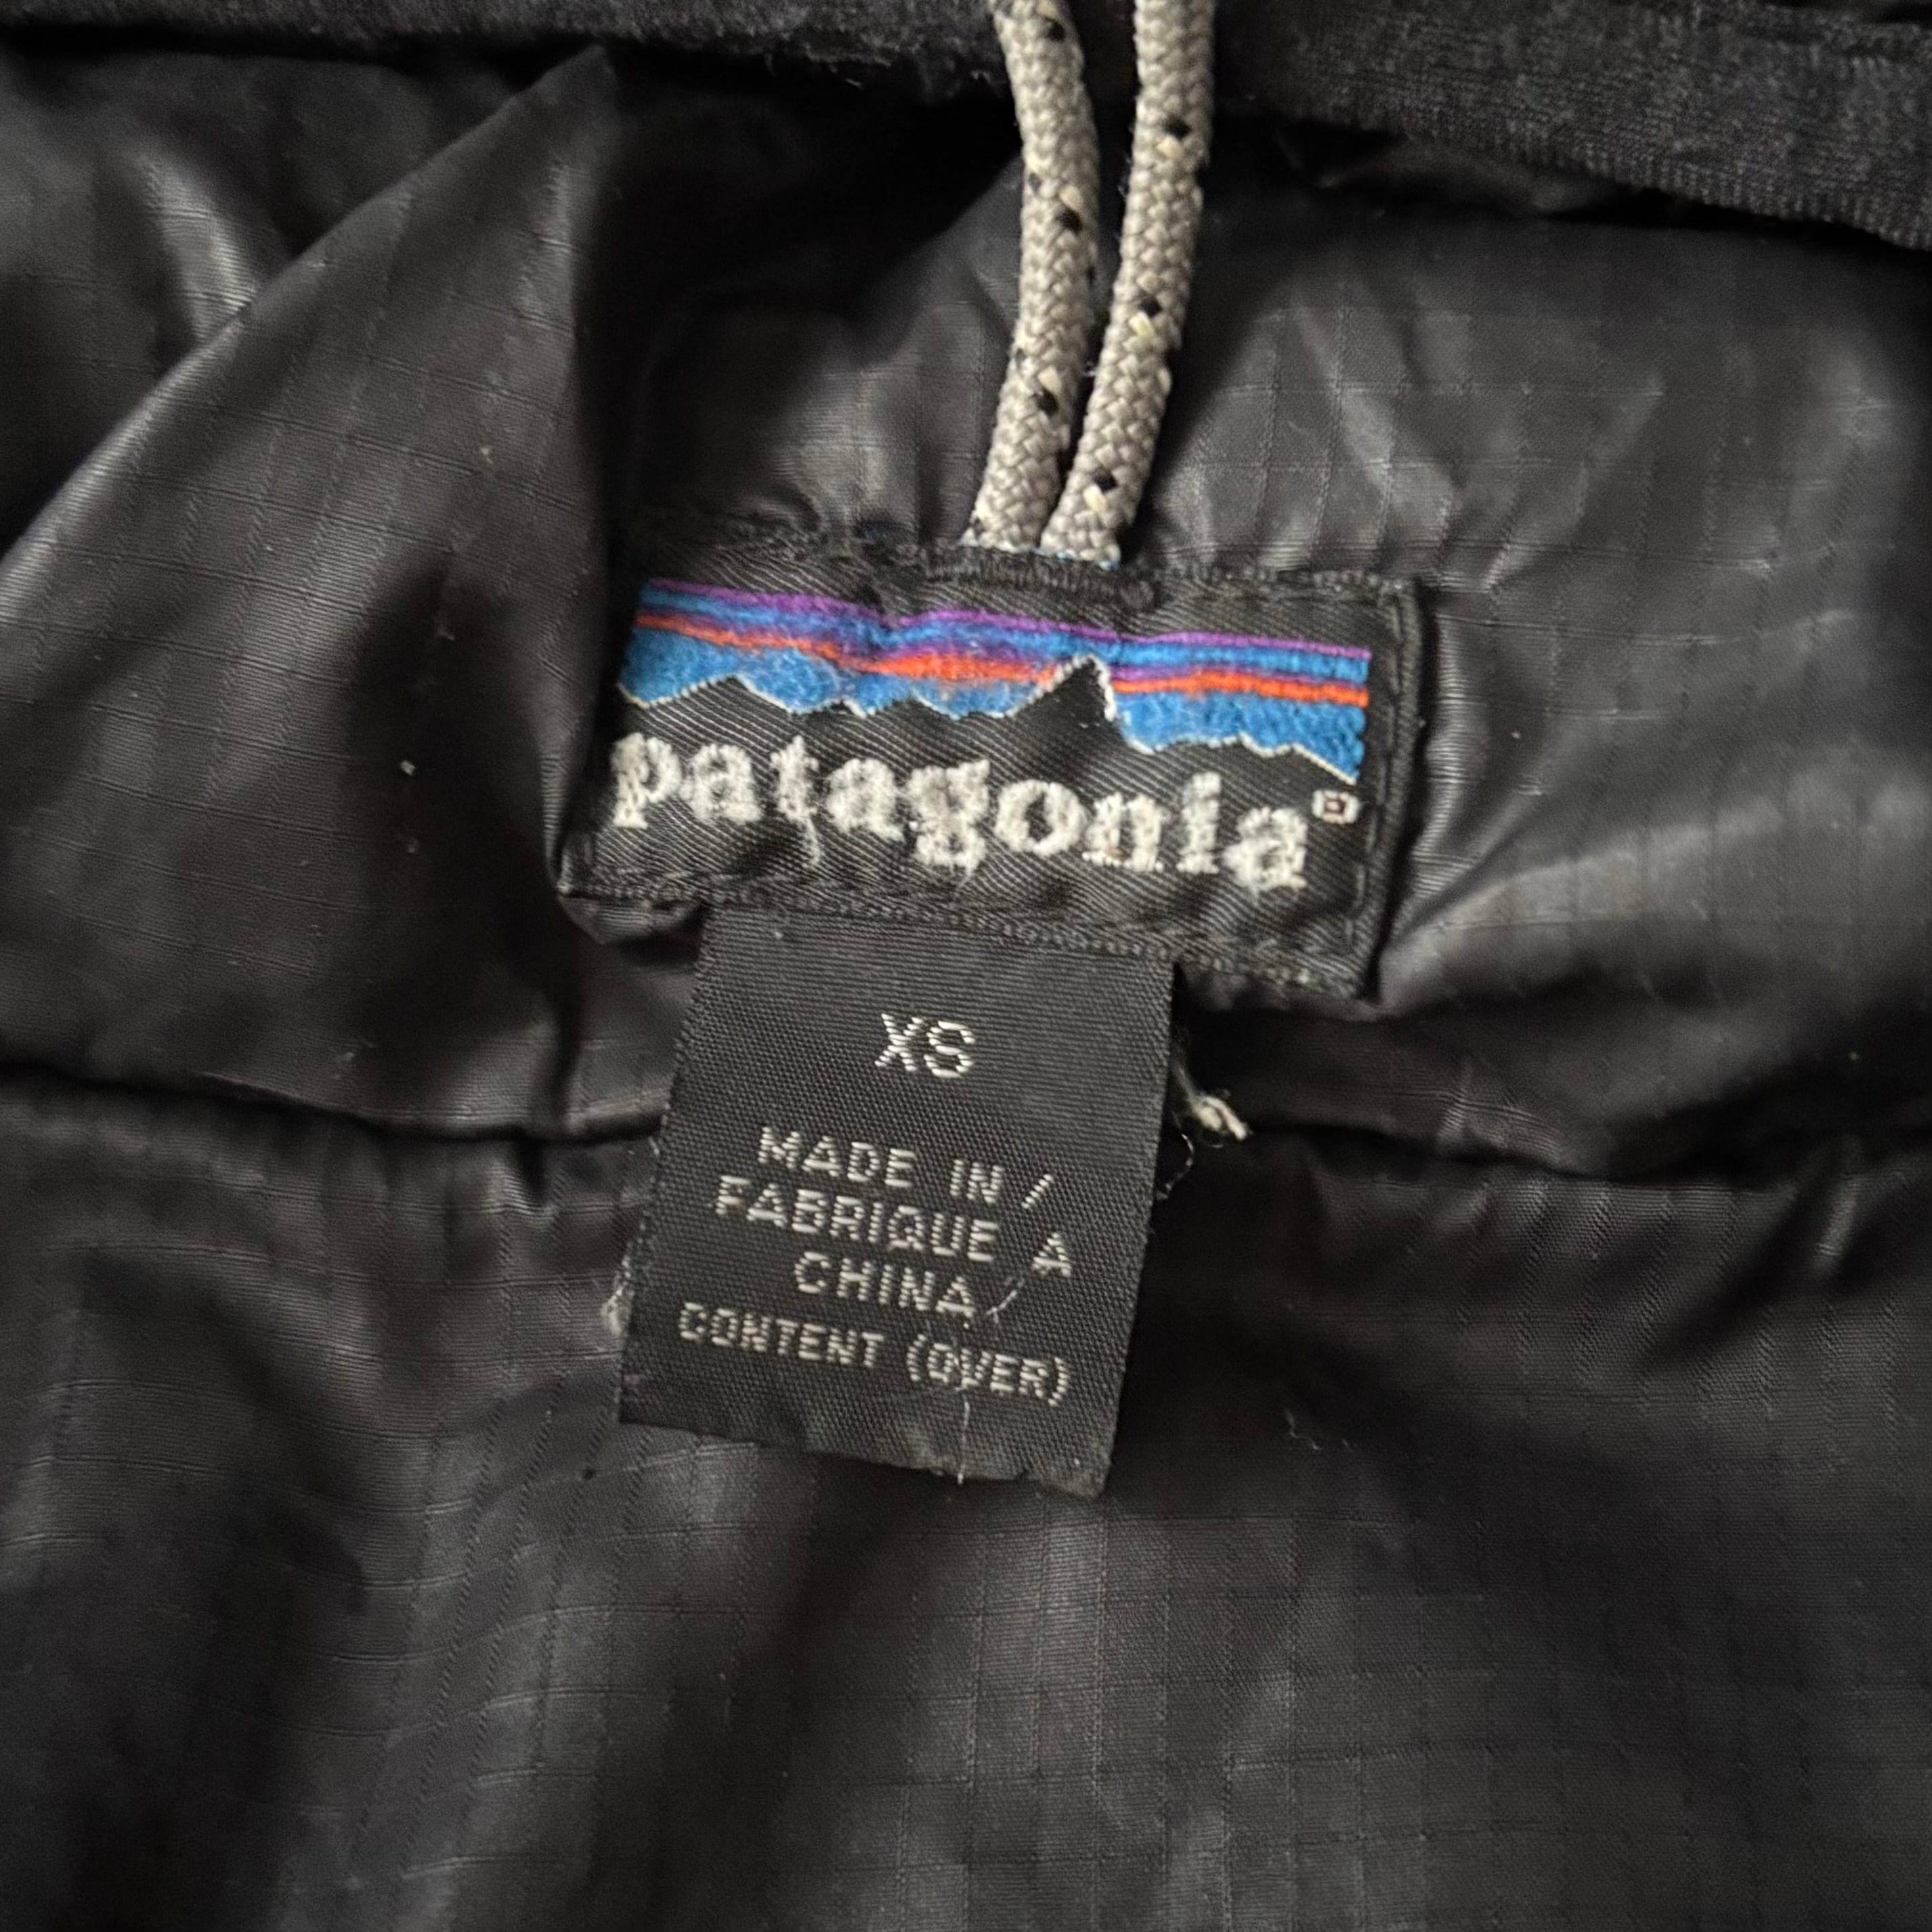 patagonia®
XS
MADE IN /
FABRIQUE A
CHINA
CONTENT (OVER)